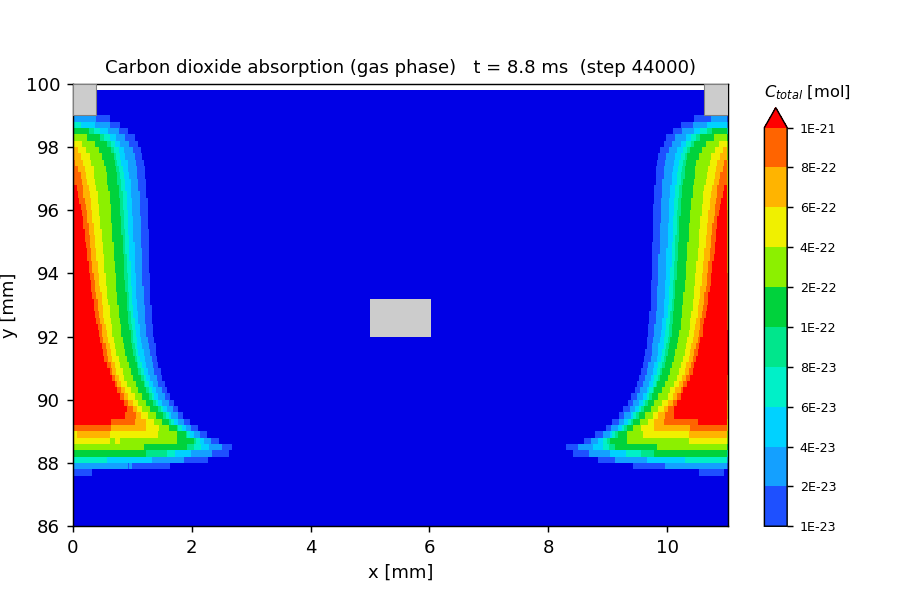 Carbon dioxide absorption (gas phase)   t = 8.8 ms  (step 44000)
C_total [mol]
100
98
96
94
92
90
88
86
y [mm]
0 2 4 6 8 10
x [mm]
1E-21
8E-22
6E-22
4E-22
2E-22
1E-22
8E-23
6E-23
4E-23
2E-23
1E-23